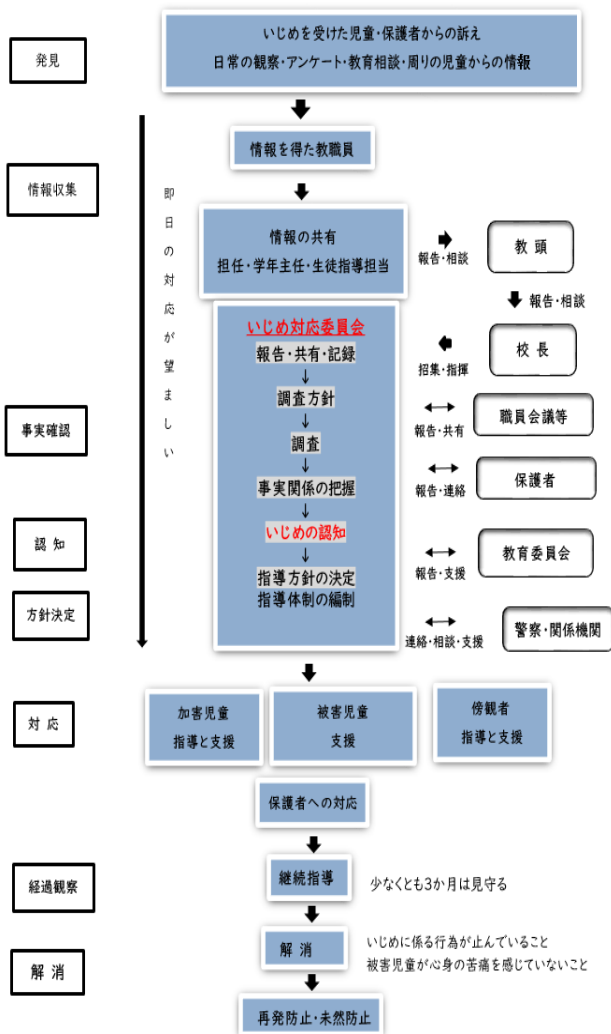 発見
いじめを受けた児童・保護者からの訴え
日常の観察・アンケート・教育相談・周りの児童からの情報
情報を得た教職員
情報収集
即日の対応が望ましい
情報の共有
担任・学年主任・生徒指導担当
報告・相談
教 頭
報告・相談
いじめ対応委員会
報告・共有・記録
↓
調査方針
↓
調査
↓
事実関係の把握
↓
いじめの認知
↓
指導方針の決定
指導体制の編制
校 長
招集・指揮
事実確認
職員会議等
報告・共有
保護者
報告・連絡
認 知
教育委員会
報告・支援
方針決定
警察・関係機関
連絡・相談・支援
対 応
加害児童
指導と支援
被害児童
支援
傍観者
指導と支援
保護者への対応
経過観察
継続指導
少なくとも3か月は見守る
解 消
解 消
いじめに係る行為が止んでいること
被害児童が心身の苦痛を感じていないこと
再発防止・未然防止